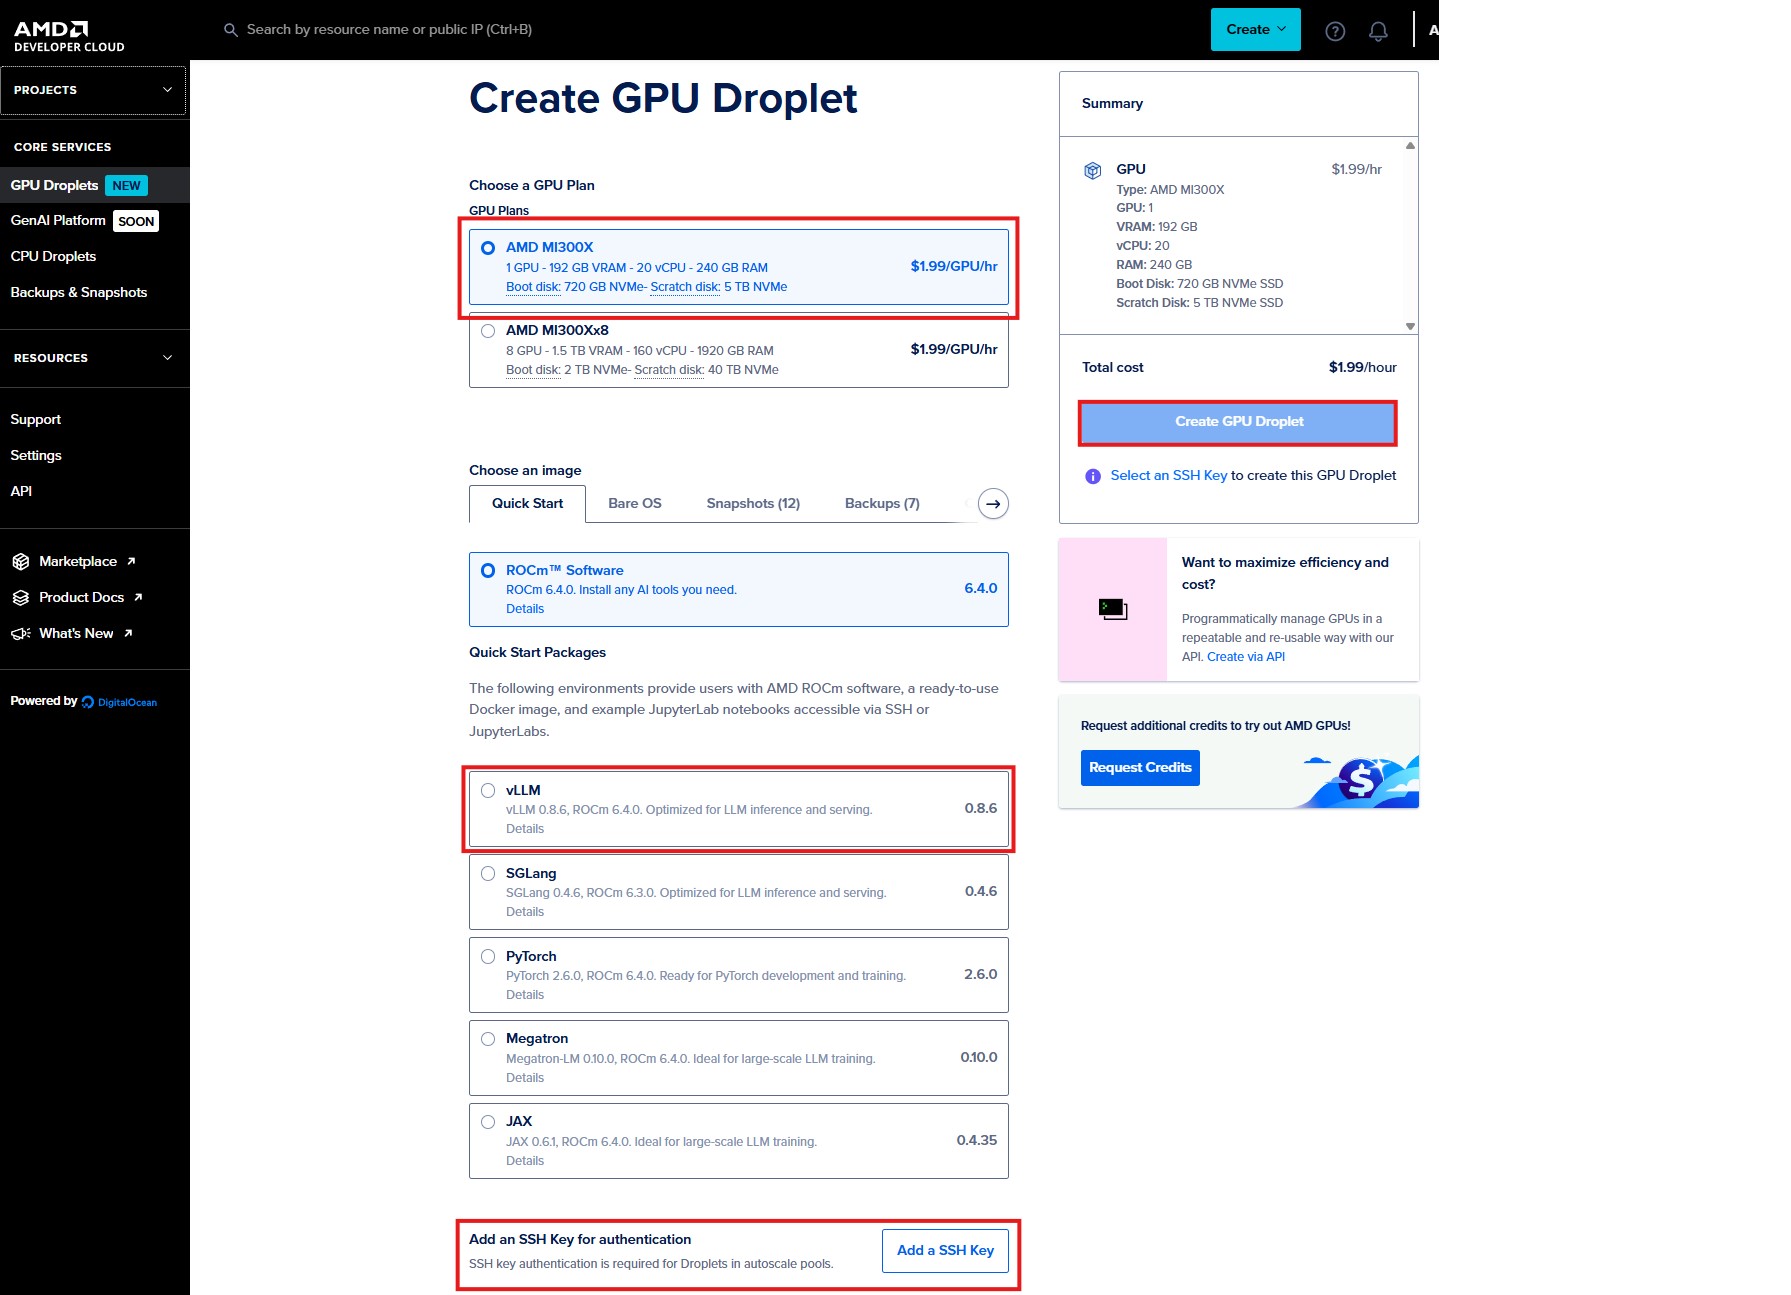 AMD
DEVELOPER CLOUD
Search by resource name or public IP (Ctrl+B)
Create
?
A
PROJECTS
CORE SERVICES
GPU Droplets NEW
GenAI Platform SOON
CPU Droplets
Backups & Snapshots
RESOURCES
Support
Settings
API
Marketplace
Product Docs
What's New
Powered by DigitalOcean
Create GPU Droplet
Choose a GPU Plan
GPU Plans
AMD MI300X
1 GPU - 192 GB VRAM - 20 vCPU - 240 GB RAM
Boot disk: 720 GB NVMe- Scratch disk: 5 TB NVMe
$1.99/GPU/hr
AMD MI300Xx8
8 GPU - 1.5 TB VRAM - 160 vCPU - 1920 GB RAM
Boot disk: 2 TB NVMe- Scratch disk: 40 TB NVMe
$1.99/GPU/hr
Choose an image
Quick Start Bare OS Snapshots (12) Backups (7)
ROCm™ Software
ROCm 6.4.0. Install any AI tools you need.
Details
6.4.0
Quick Start Packages
The following environments provide users with AMD ROCm software, a ready-to-use
Docker image, and example JupyterLab notebooks accessible via SSH or
JupyterLabs.
vLLM
vLLM 0.8.6, ROCm 6.4.0. Optimized for LLM inference and serving.
Details
0.8.6
SGLang
SGLang 0.4.6, ROCm 6.3.0. Optimized for LLM inference and serving.
Details
0.4.6
PyTorch
PyTorch 2.6.0, ROCm 6.4.0. Ready for PyTorch development and training.
Details
2.6.0
Megatron
Megatron-LM 0.10.0, ROCm 6.4.0. Ideal for large-scale LLM training.
Details
0.10.0
JAX
JAX 0.6.1, ROCm 6.4.0. Ideal for large-scale LLM training.
Details
0.4.35
Add an SSH Key for authentication
SSH key authentication is required for Droplets in autoscale pools.
Add a SSH Key
Summary
GPU $1.99/hr
Type: AMD MI300X
GPU: 1
VRAM: 192 GB
vCPU: 20
RAM: 240 GB
Boot Disk: 720 GB NVMe SSD
Scratch Disk: 5 TB NVMe SSD
Total cost $1.99/hour
Create GPU Droplet
Select an SSH Key to create this GPU Droplet
Want to maximize efficiency and
cost?
Programmatically manage GPUs in a
repeatable and re-usable way with our
API. Create via API
Request additional credits to try out AMD GPUs!
Request Credits
$